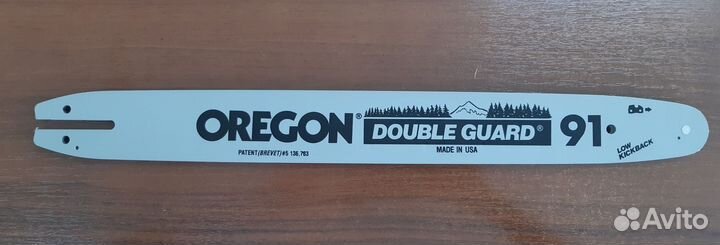 OREGON®
DOUBLE GUARD®
91
PATENT (BREVET) #5 136,783
MADE IN USA
LOW
KICKBACK
Avito